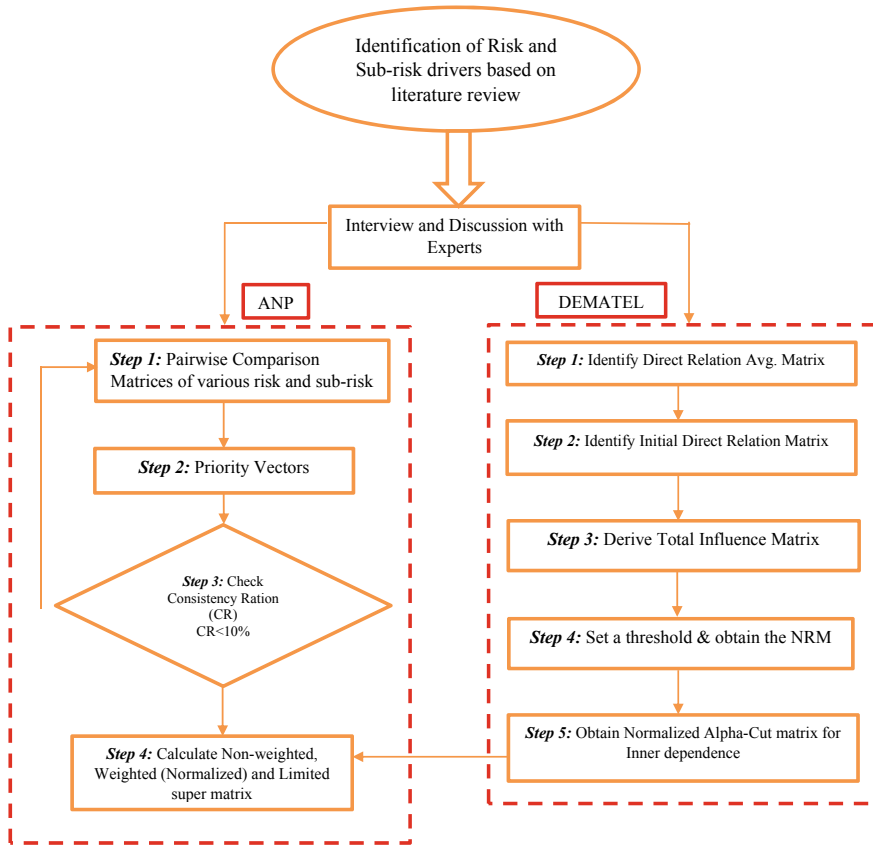 Identification of Risk and
Sub-risk drivers based on
literature review
Interview and Discussion with
Experts
ANP
Step 1: Pairwise Comparison
Matrices of various risk and sub-risk
Step 2: Priority Vectors
Step 3: Check
Consistency Ration
(CR)
CR<10%
Step 4: Calculate Non-weighted,
Weighted (Normalized) and Limited
super matrix
DEMATEL
Step 1: Identify Direct Relation Avg. Matrix
Step 2: Identify Initial Direct Relation Matrix
Step 3: Derive Total Influence Matrix
Step 4: Set a threshold & obtain the NRM
Step 5: Obtain Normalized Alpha-Cut matrix for
Inner dependence